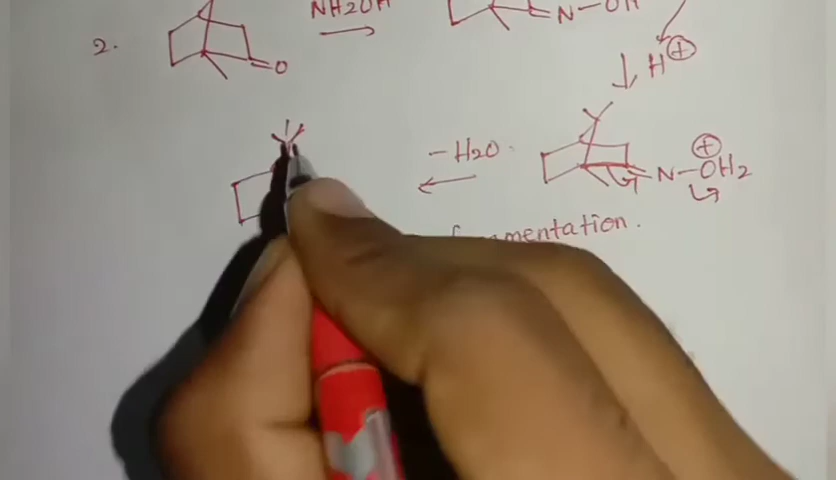 NH2OH
N-OH
2.
O
H⊕
-H2O
⊕
N-OH2
mentation.